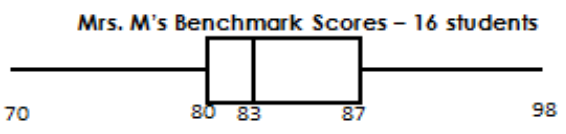 Mrs. M's Benchmark Scores – 16 students
70 80 83 87 98